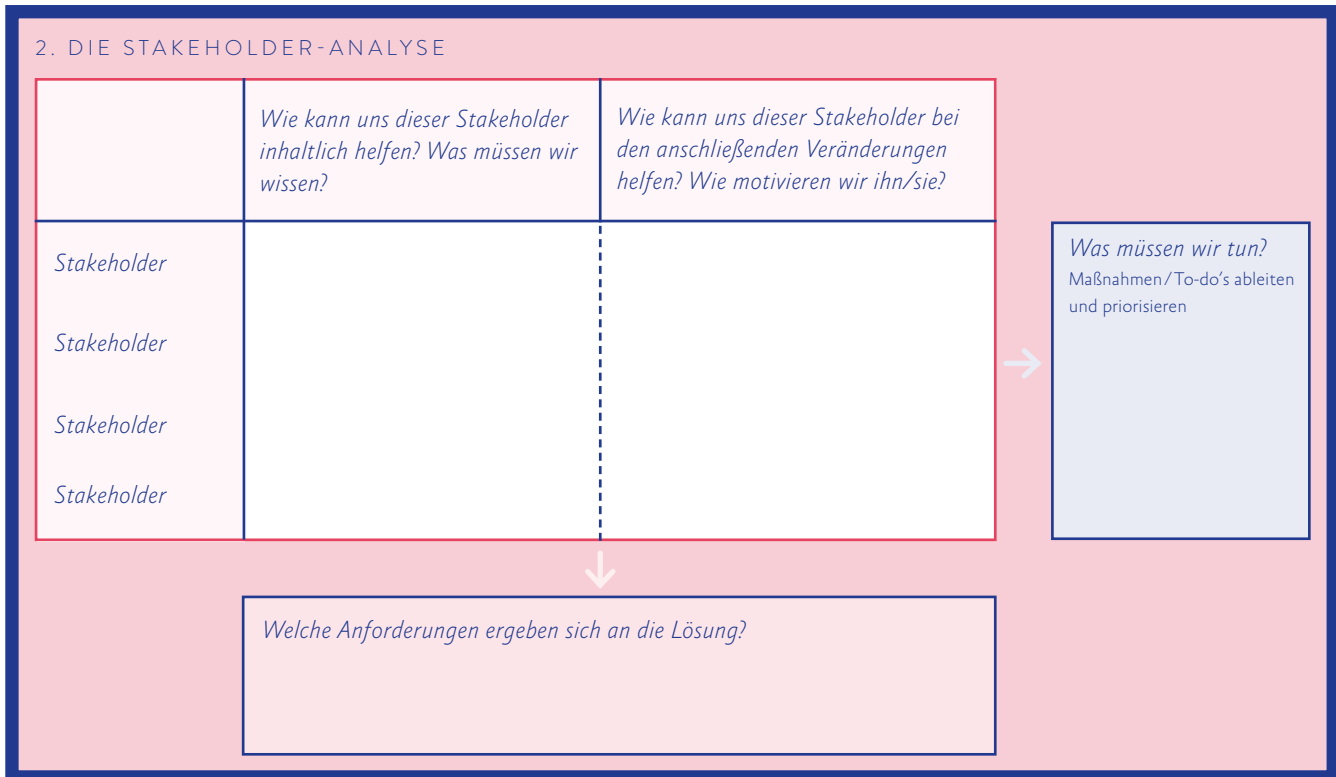 2. DIE STAKEHOLDER-ANALYSE
Wie kann uns dieser Stakeholder
inhaltlich helfen? Was müssen wir
wissen?
Wie kann uns dieser Stakeholder bei
den anschließenden Veränderungen
helfen? Wie motivieren wir ihn/sie?
Stakeholder
Stakeholder
Stakeholder
Stakeholder
Was müssen wir tun?
Maßnahmen/To-do’s ableiten
und priorisieren
Welche Anforderungen ergeben sich an die Lösung?